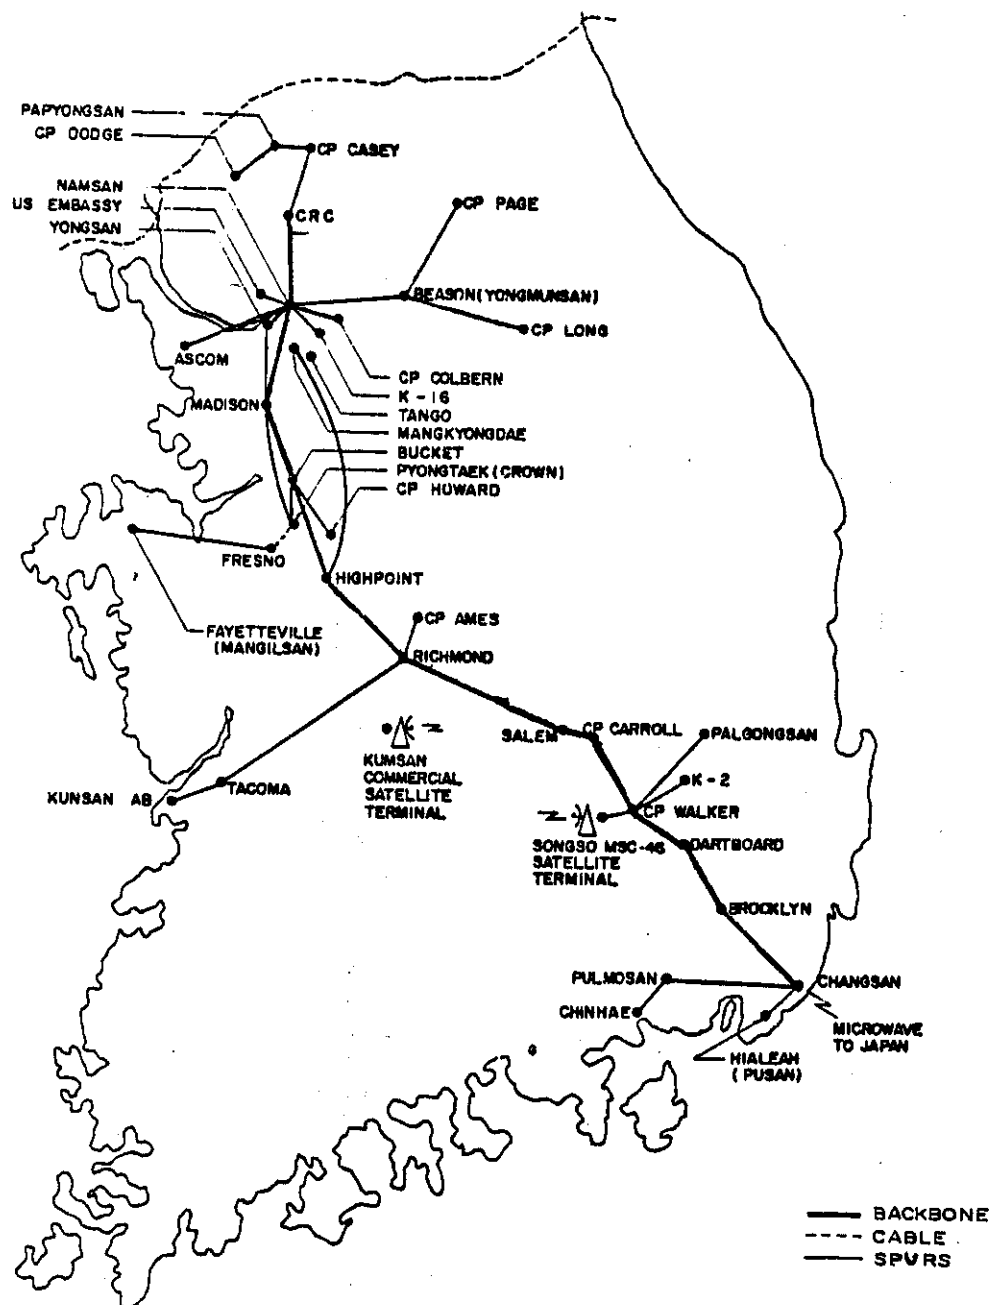 PAPYONGSAN
CP DODGE
CP CASEY
NAMSAN
US EMBASSY
YONGSAN
CRC
CP PAGE
BEASON (YONGMUNSAN)
CP LONG
ASCOM
CP COLBERN
K-16
TANGO
MANGKYONGDAE
BUCKET
PYONGTAEK (CROWN)
CP HOWARD
MADISON
FRESNO
HIGHPOINT
CP AMES
FAYETTEVILLE
(MANGILSAN)
RICHMOND
SALEM
CP CARROLL
PALGONGSAN
KUMSAN
COMMERCIAL
SATELLITE
TERMINAL
K-2
KUNSAN AB
TACOMA
CP WALKER
SONGSO MSC-46
SATELLITE
TERMINAL
DARTBOARD
BROOKLYN
PULMOSAN
CHANGSAN
CHINHAE
MICROWAVE
TO JAPAN
HIALEAH
(PUSAN)
BACKBONE
CABLE
SPURS